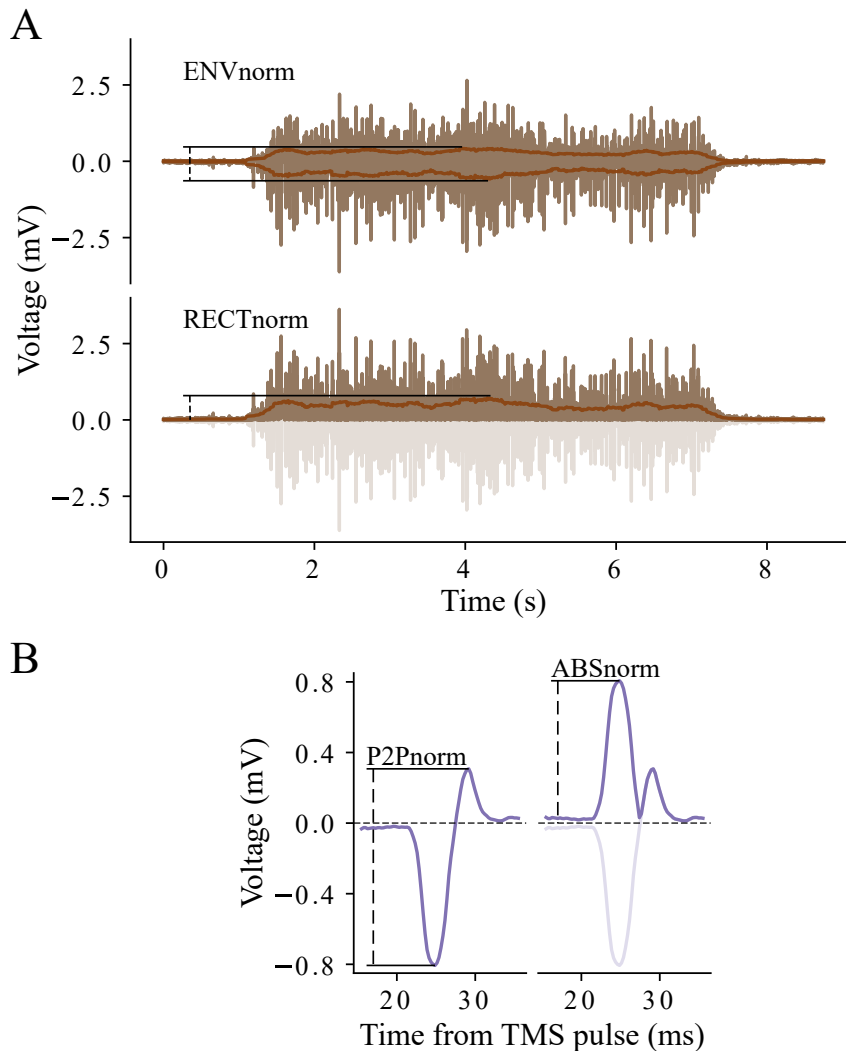 A
ENVnorm
2.5
0.0
−2.5
Voltage (mV)
RECTnorm
2.5
0.0
−2.5
0 2 4 6 8
Time (s)
B
ABSnorm
P2Pnorm
0.8
0.4
0.0
−0.4
−0.8
Voltage (mV)
20 30 20 30
Time from TMS pulse (ms)